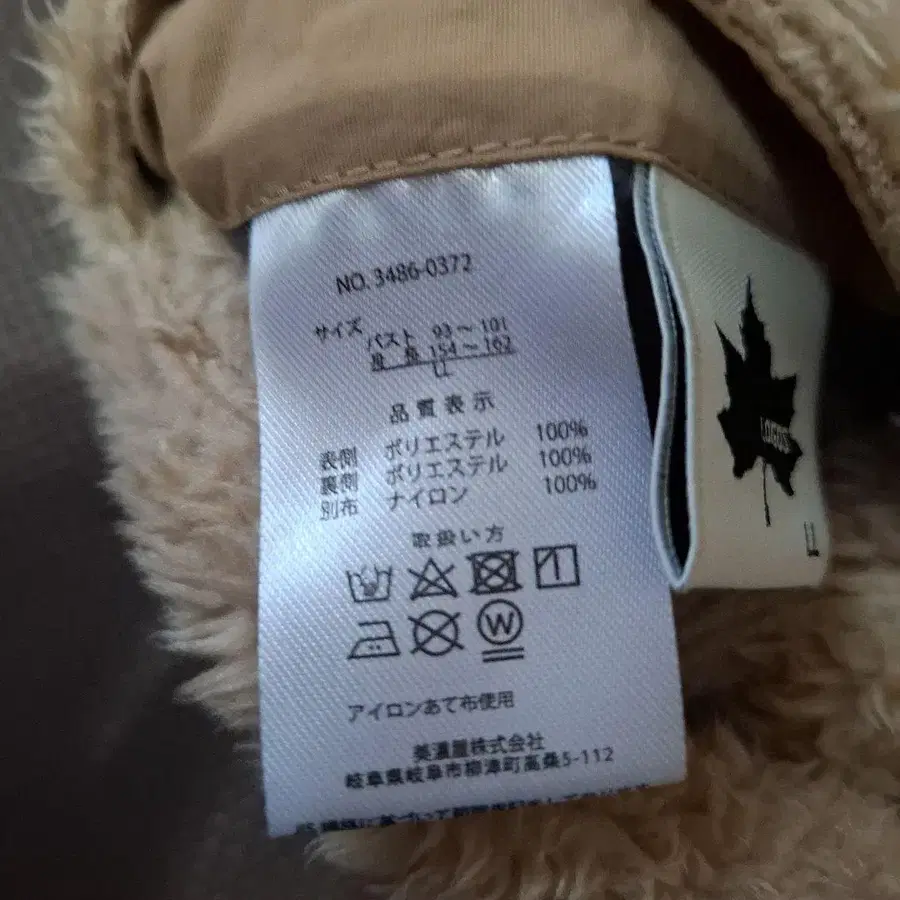 NO. 3486-0372
サイズ バスト 93～101
身長 154～162
LL
品質表示
表側 ポリエステル 100%
裏側 ポリエステル 100%
別布 ナイロン 100%
取扱い方
W
アイロンあて布使用
美濃屋株式会社
岐阜県岐阜市柳津町高桑5-112
LOGOS
LL